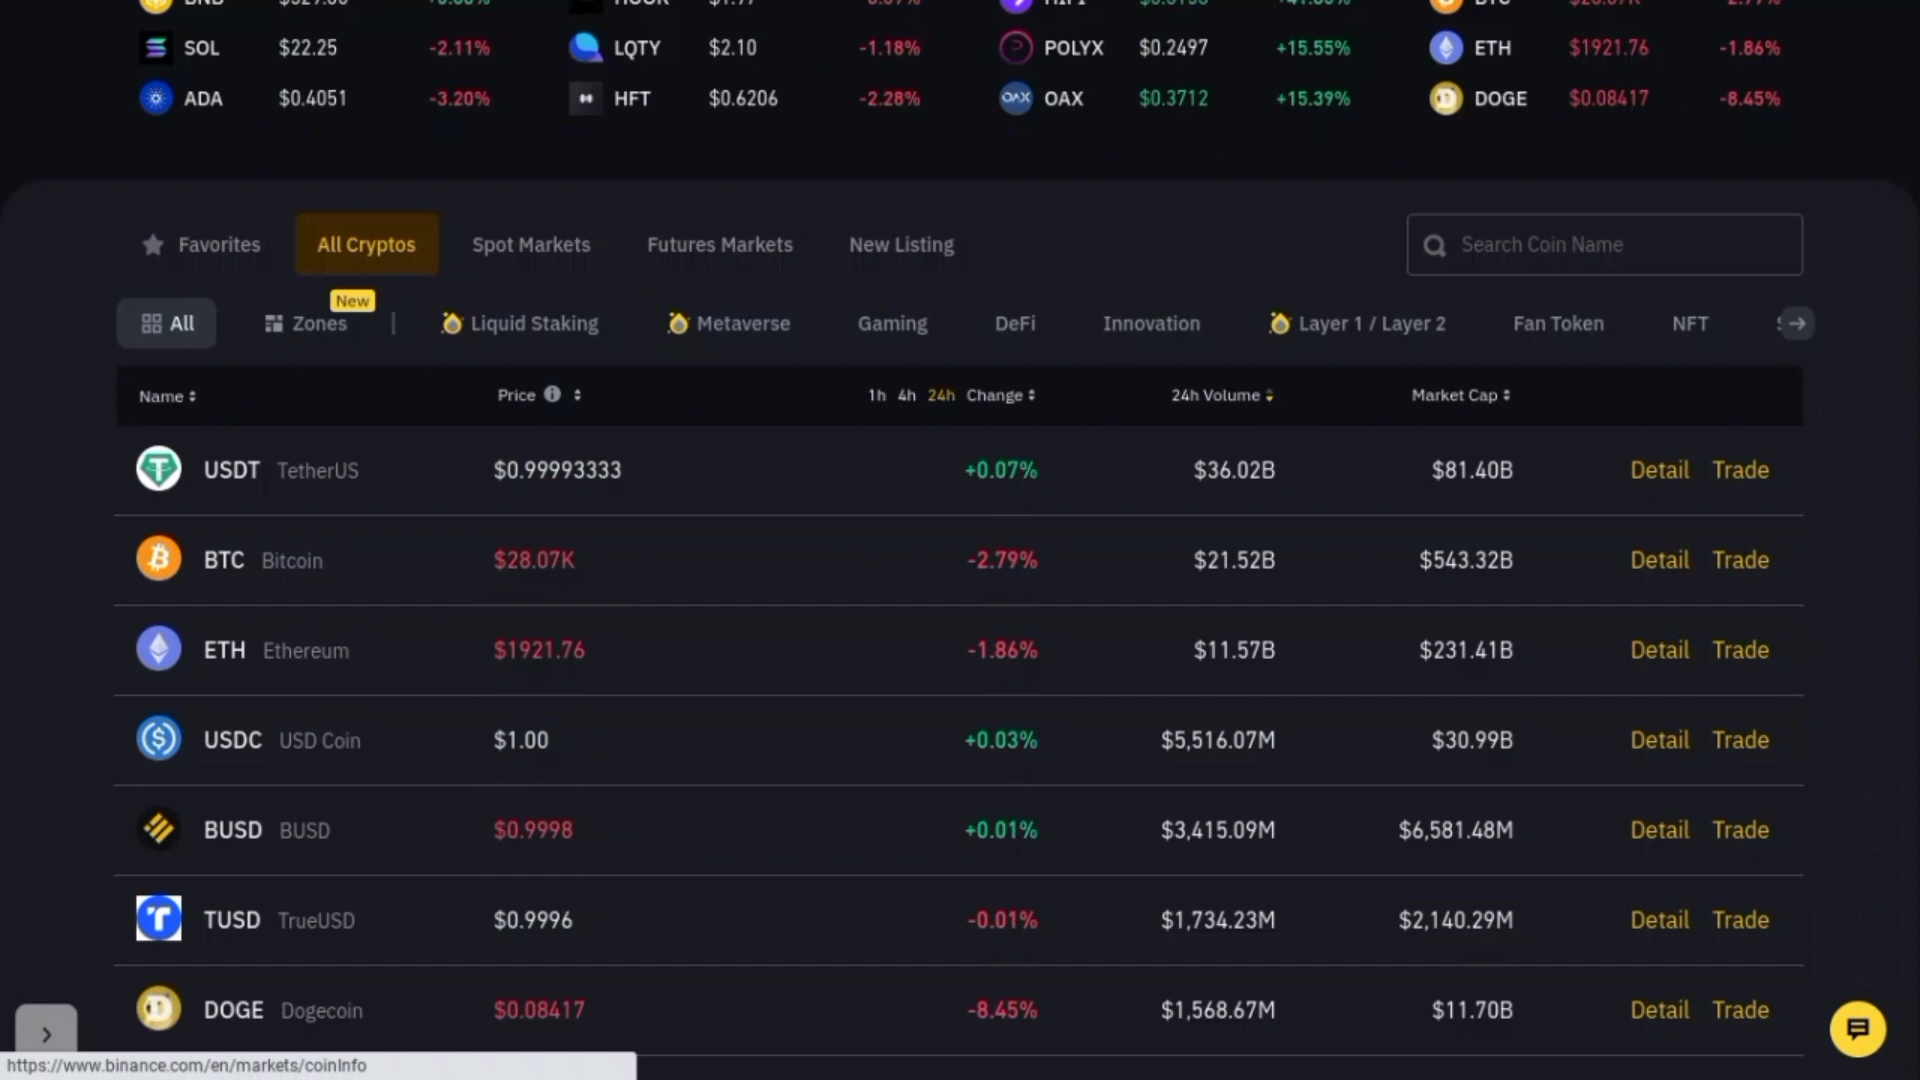 SOL $22.25 -2.11% LQTY $2.10 -1.18% POLYX $0.2497 +15.55% ETH $1921.76 -1.86%
ADA $0.4051 -3.20% HFT $0.6206 -2.28% OAX OAX $0.3712 +15.39% DOGE $0.08417 -8.45%
Favorites All Cryptos Spot Markets Futures Markets New Listing Search Coin Name
New
All Zones | Liquid Staking Metaverse Gaming DeFi Innovation Layer 1 / Layer 2 Fan Token NFT
Name Price 1h 4h 24h Change 24h Volume Market Cap
USDT TetherUS $0.99993333 +0.07% $36.02B $81.40B Detail Trade
BTC Bitcoin $28.07K -2.79% $21.52B $543.32B Detail Trade
ETH Ethereum $1921.76 -1.86% $11.57B $231.41B Detail Trade
USDC USD Coin $1.00 +0.03% $5,516.07M $30.99B Detail Trade
BUSD BUSD $0.9998 +0.01% $3,415.09M $6,581.48M Detail Trade
TUSD TrueUSD $0.9996 -0.01% $1,734.23M $2,140.29M Detail Trade
DOGE Dogecoin $0.08417 -8.45% $1,568.67M $11.70B Detail Trade
https://www.binance.com/en/markets/coinInfo